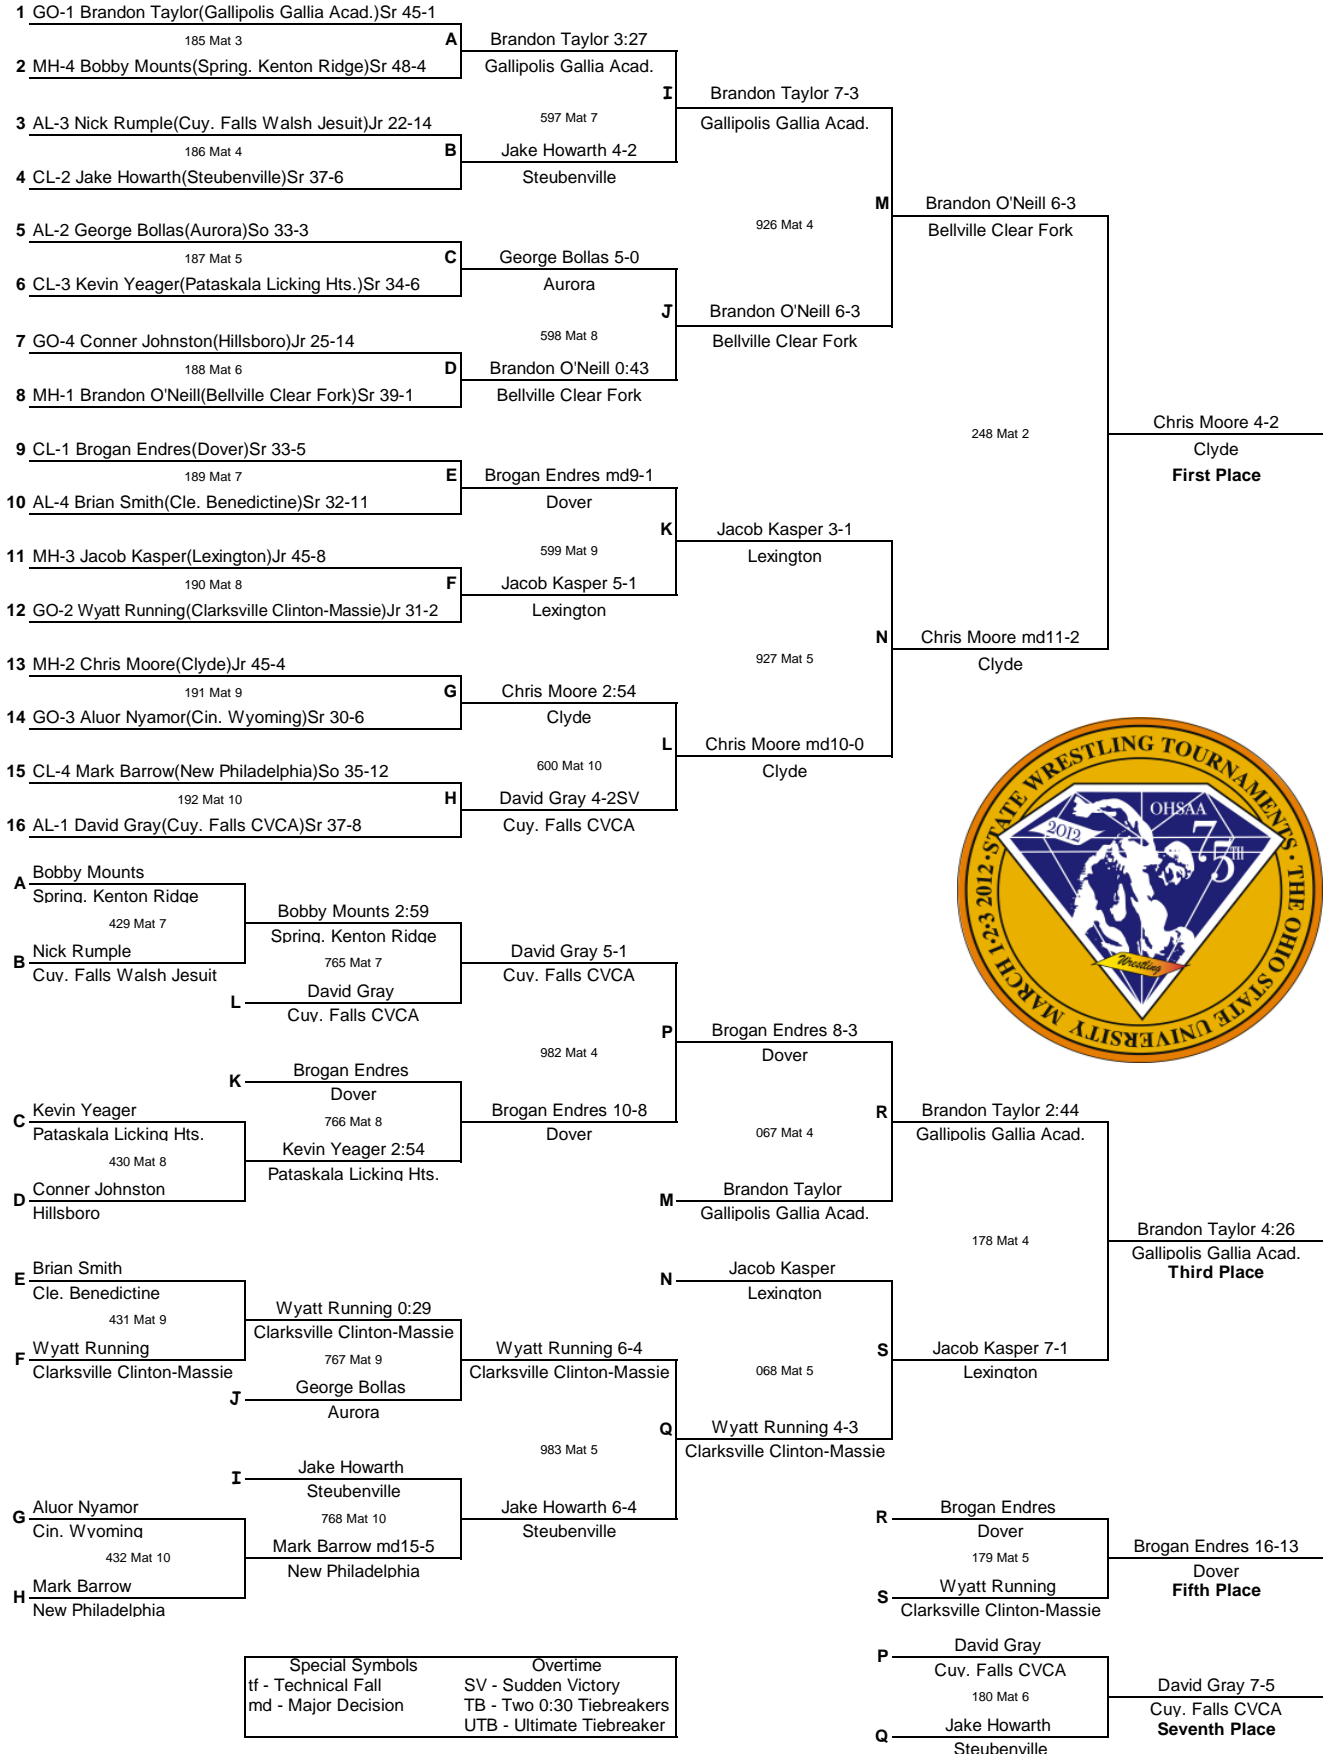 1 GO-1 Brandon Taylor(Gallipolis Gallia Acad.)Sr 45-1
185 Mat 3
A
2 MH-4 Bobby Mounts(Spring. Kenton Ridge)Sr 48-4
Brandon Taylor 3:27
Gallipolis Gallia Acad.
3 AL-3 Nick Rumple(Cuy. Falls Walsh Jesuit)Jr 22-14
186 Mat 4
B
4 CL-2 Jake Howarth(Steubenville)Sr 37-6
Jake Howarth 4-2
Steubenville
597 Mat 7
I
Brandon Taylor 7-3
Gallipolis Gallia Acad.
5 AL-2 George Bollas(Aurora)So 33-3
187 Mat 5
C
6 CL-3 Kevin Yeager(Pataskala Licking Hts.)Sr 34-6
George Bollas 5-0
Aurora
7 GO-4 Conner Johnston(Hillsboro)Jr 25-14
188 Mat 6
D
8 MH-1 Brandon O'Neill(Bellville Clear Fork)Sr 39-1
Brandon O'Neill 0:43
Bellville Clear Fork
598 Mat 8
J
Brandon O'Neill 6-3
Bellville Clear Fork
926 Mat 4
M
Brandon O'Neill 6-3
Bellville Clear Fork
9 CL-1 Brogan Endres(Dover)Sr 33-5
189 Mat 7
E
10 AL-4 Brian Smith(Cle. Benedictine)Sr 32-11
Brogan Endres md9-1
Dover
11 MH-3 Jacob Kasper(Lexington)Jr 45-8
190 Mat 8
F
12 GO-2 Wyatt Running(Clarksville Clinton-Massie)Jr 31-2
Jacob Kasper 5-1
Lexington
599 Mat 9
K
Jacob Kasper 3-1
Lexington
13 MH-2 Chris Moore(Clyde)Jr 45-4
191 Mat 9
G
14 GO-3 Aluor Nyamor(Cin. Wyoming)Sr 30-6
Chris Moore 2:54
Clyde
15 CL-4 Mark Barrow(New Philadelphia)So 35-12
192 Mat 10
H
16 AL-1 David Gray(Cuy. Falls CVCA)Sr 37-8
David Gray 4-2SV
Cuy. Falls CVCA
600 Mat 10
L
Chris Moore md10-0
Clyde
927 Mat 5
N
Chris Moore md11-2
Clyde
248 Mat 2
Chris Moore 4-2
Clyde
First Place
STATE WRESTLING TOURNAMENTS · THE OHIO STATE UNIVERSITY MARCH 1-2-3 2012 ·
OHSAA
2012
75TH
Wrestling
A
Bobby Mounts
Spring. Kenton Ridge
429 Mat 7
B
Nick Rumple
Cuy. Falls Walsh Jesuit
Bobby Mounts 2:59
Spring. Kenton Ridge
765 Mat 7
L
David Gray
Cuy. Falls CVCA
David Gray 5-1
Cuy. Falls CVCA
K
Brogan Endres
Dover
766 Mat 8
C
Kevin Yeager
Pataskala Licking Hts.
430 Mat 8
D
Conner Johnston
Hillsboro
Kevin Yeager 2:54
Pataskala Licking Hts.
Brogan Endres 10-8
Dover
982 Mat 4
P
Brogan Endres 8-3
Dover
067 Mat 4
M
Brandon Taylor
Gallipolis Gallia Acad.
R
Brandon Taylor 2:44
Gallipolis Gallia Acad.
E
Brian Smith
Cle. Benedictine
431 Mat 9
F
Wyatt Running
Clarksville Clinton-Massie
Wyatt Running 0:29
Clarksville Clinton-Massie
767 Mat 9
J
George Bollas
Aurora
Wyatt Running 6-4
Clarksville Clinton-Massie
I
Jake Howarth
Steubenville
768 Mat 10
G
Aluor Nyamor
Cin. Wyoming
432 Mat 10
H
Mark Barrow
New Philadelphia
Mark Barrow md15-5
New Philadelphia
Jake Howarth 6-4
Steubenville
983 Mat 5
Q
Wyatt Running 4-3
Clarksville Clinton-Massie
N
Jacob Kasper
Lexington
068 Mat 5
S
Jacob Kasper 7-1
Lexington
178 Mat 4
Brandon Taylor 4:26
Gallipolis Gallia Acad.
Third Place
R
Brogan Endres
Dover
179 Mat 5
S
Wyatt Running
Clarksville Clinton-Massie
Brogan Endres 16-13
Dover
Fifth Place
P
David Gray
Cuy. Falls CVCA
180 Mat 6
Q
Jake Howarth
Steubenville
David Gray 7-5
Cuy. Falls CVCA
Seventh Place
Special Symbols
tf - Technical Fall
md - Major Decision
Overtime
SV - Sudden Victory
TB - Two 0:30 Tiebreakers
UTB - Ultimate Tiebreaker